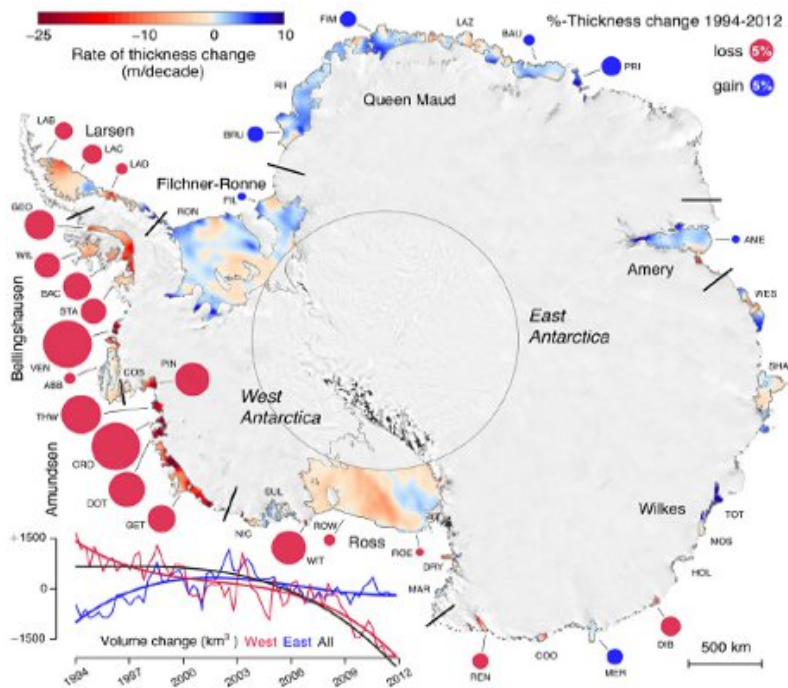 -25 -20 -10 0 10
Rate of thickness change
(m/decade)
%-Thickness change 1994-2012
loss 5%
gain 5%
FIM
LAZ
BAU
PRI
RII
Queen Maud
BRU
LAB
Larsen
LAC
LAD
Filchner-Ronne
FIL
RON
GEO
WIL
BAC
STA
Bellingshausen
VEN
ABB
COS
PIN
THW
CRO
DOT
GET
Amundsen
West
Antarctica
East
Antarctica
AME
Amery
WES
SHA
Wilkes
TOT
MOS
HOL
DIB
MER
COO
REN
MAR
DRY
ROE
Ross
ROW
WIT
SUL
NIC
+1500
0
-1500
Volume change (km³) West East All
1994 1997 2000 2003 2006 2009 2012
500 km